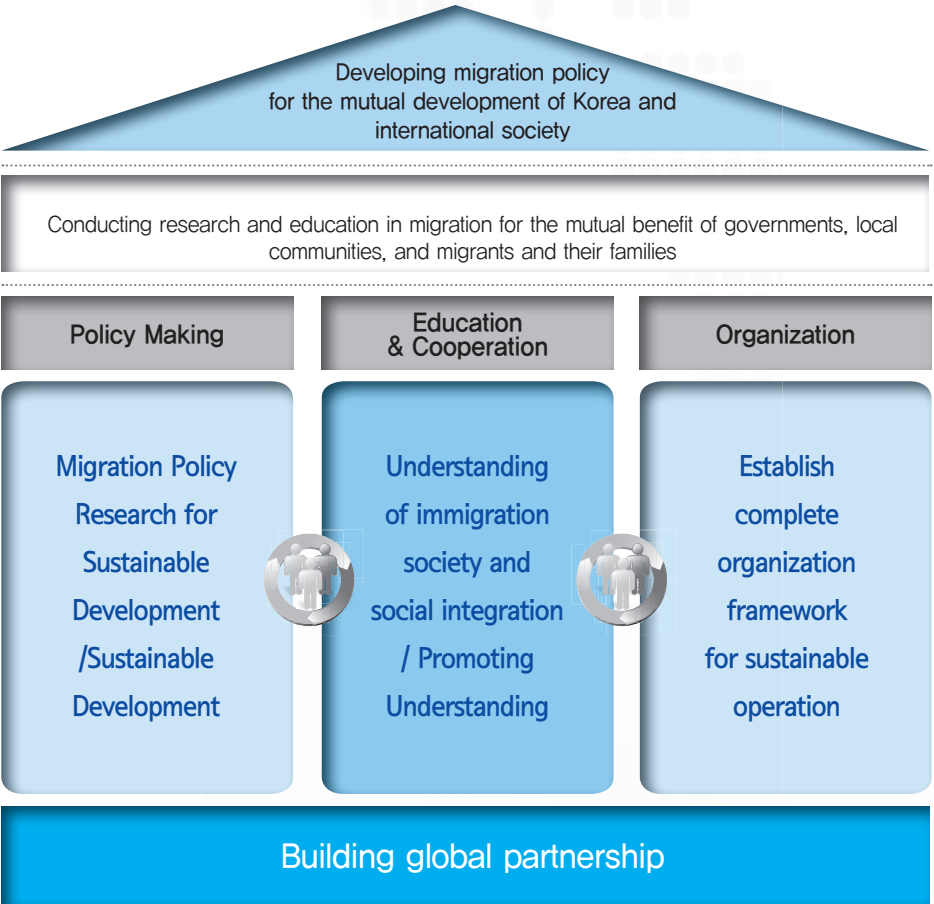 Developing migration policy
for the mutual development of Korea and
international society
Conducting research and education in migration for the mutual benefit of governments, local
communities, and migrants and their families
Policy Making
Education
& Cooperation
Organization
Migration Policy
Research for
Sustainable
Development
/Sustainable
Development
Understanding
of immigration
society and
social integration
/ Promoting
Understanding
Establish
complete
organization
framework
for sustainable
operation
Building global partnership